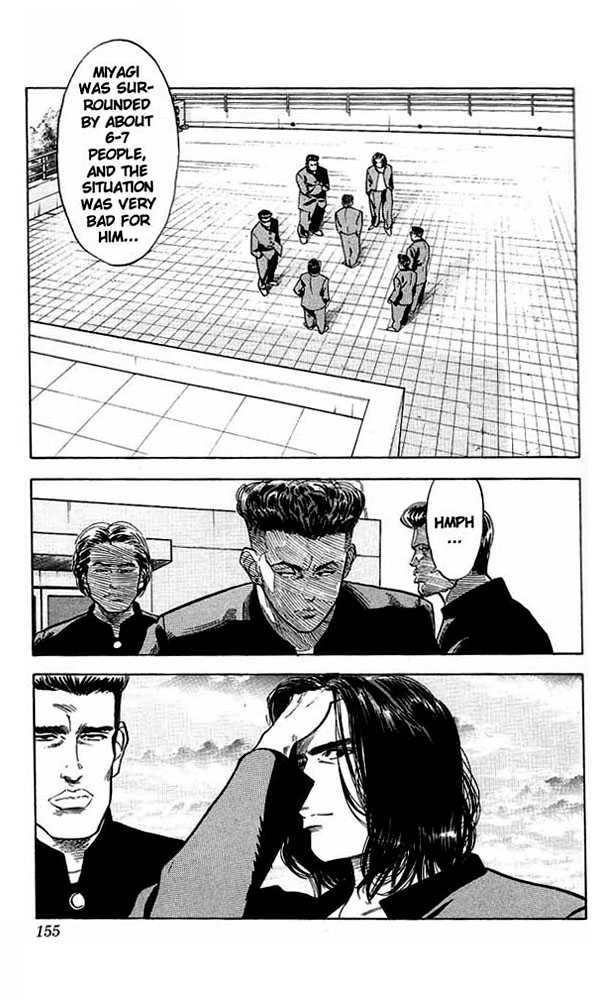 MIYAGI
WAS SUR-
ROUNDED
BY ABOUT
6-7
PEOPLE,
AND THE
SITUATION
WAS VERY
BAD FOR
HIM...
HMPH
...
155